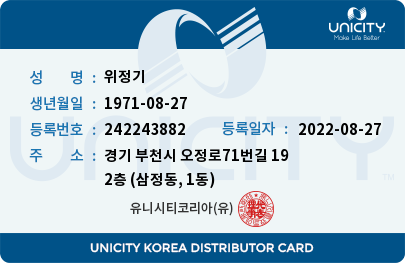 UNICITY
Make Life Better
성 명 : 위정기
생년월일 : 1971-08-27
등록번호 : 242243882 등록일자 : 2022-08-27
주 소 : 경기 부천시 오정로71번길 19
2층 (삼정동, 1동)
UNICITY
TM
유니시티코리아(유)
UNICITY KOREA DISTRIBUTOR CARD